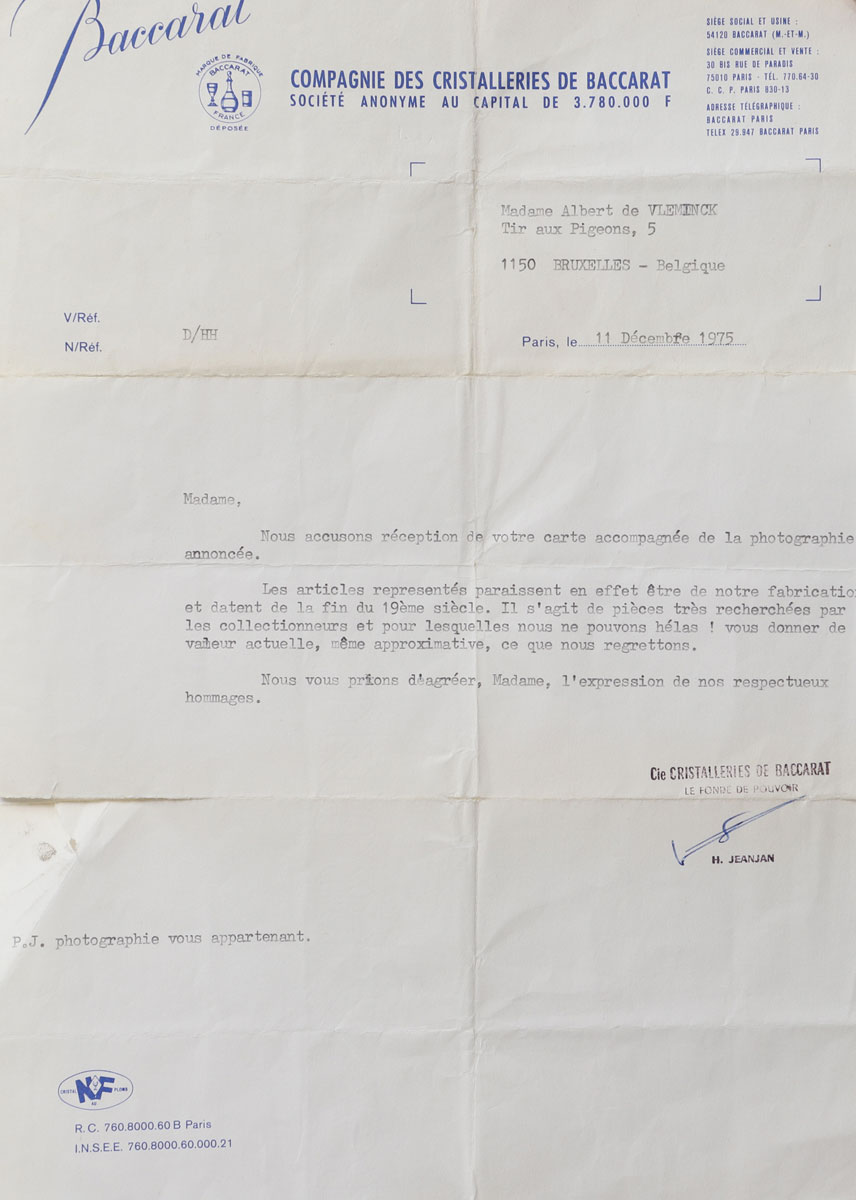 Baccarat
MARQUE DE FABRIQUE
BACCARAT
FRANCE
DÉPOSÉE
COMPAGNIE DES CRISTALLERIES DE BACCARAT
SOCIÉTÉ ANONYME AU CAPITAL DE 3.780.000 F
SIÈGE SOCIAL ET USINE :
54120 BACCARAT (M.-ET-M.)
SIÈGE COMMERCIAL ET VENTE :
30 BIS RUE DE PARADIS
75010 PARIS - TÉL. 770.64-30
C. C. P. PARIS 830-13
ADRESSE TÉLÉGRAPHIQUE :
BACCARAT PARIS
TELEX 29.947 BACCARAT PARIS
Madame Albert de VLEMINCK
Tir aux Pigeons, 5
1150 BRUXELLES - Belgique
V/Réf.
N/Réf. D/HH
Paris, le 11 Décembre 1975
Madame,
Nous accusons réception de votre carte accompagnée de la photographie
annoncée.
Les articles représentés paraissent en effet être de notre fabricatio
et datent de la fin du 19ème siècle. Il s'agit de pièces très recherchées par
les collectionneurs et pour lesquelles nous ne pouvons hélas ! vous donner de
valeur actuelle, même approximative, ce que nous regrettons.
Nous vous prions d'agréer, Madame, l'expression de nos respectueux
hommages.
Cie CRISTALLERIES DE BACCARAT
LE FONDÉ DE POUVOIR
H. JEANJAN
P.J. photographie vous appartenant.
CRISTAL NF PLOMB
AU
R.C. 760.8000.60 B Paris
I.N.S.E.E. 760.8000.60.000.21